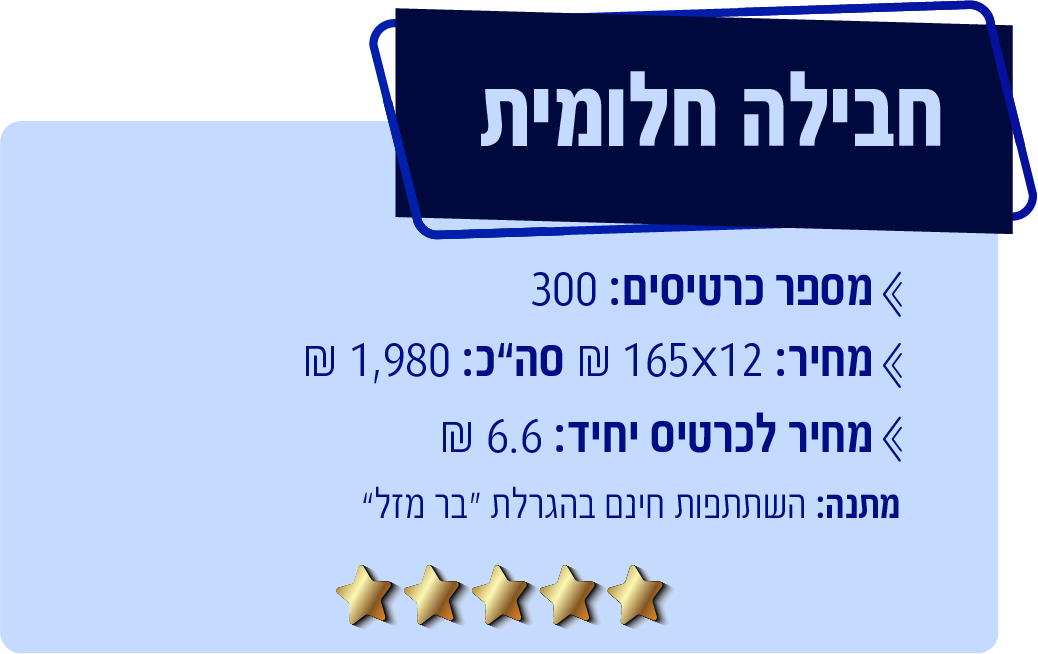 חבילה חלומית
מספר כרטיסים: 300
מחיר: 165X12 ₪ סה“כ: 1,980 ₪
מחיר לכרטיס יחיד: 6.6 ₪
מתנה: השתתפות חינם בהגרלת ”בר מזל“